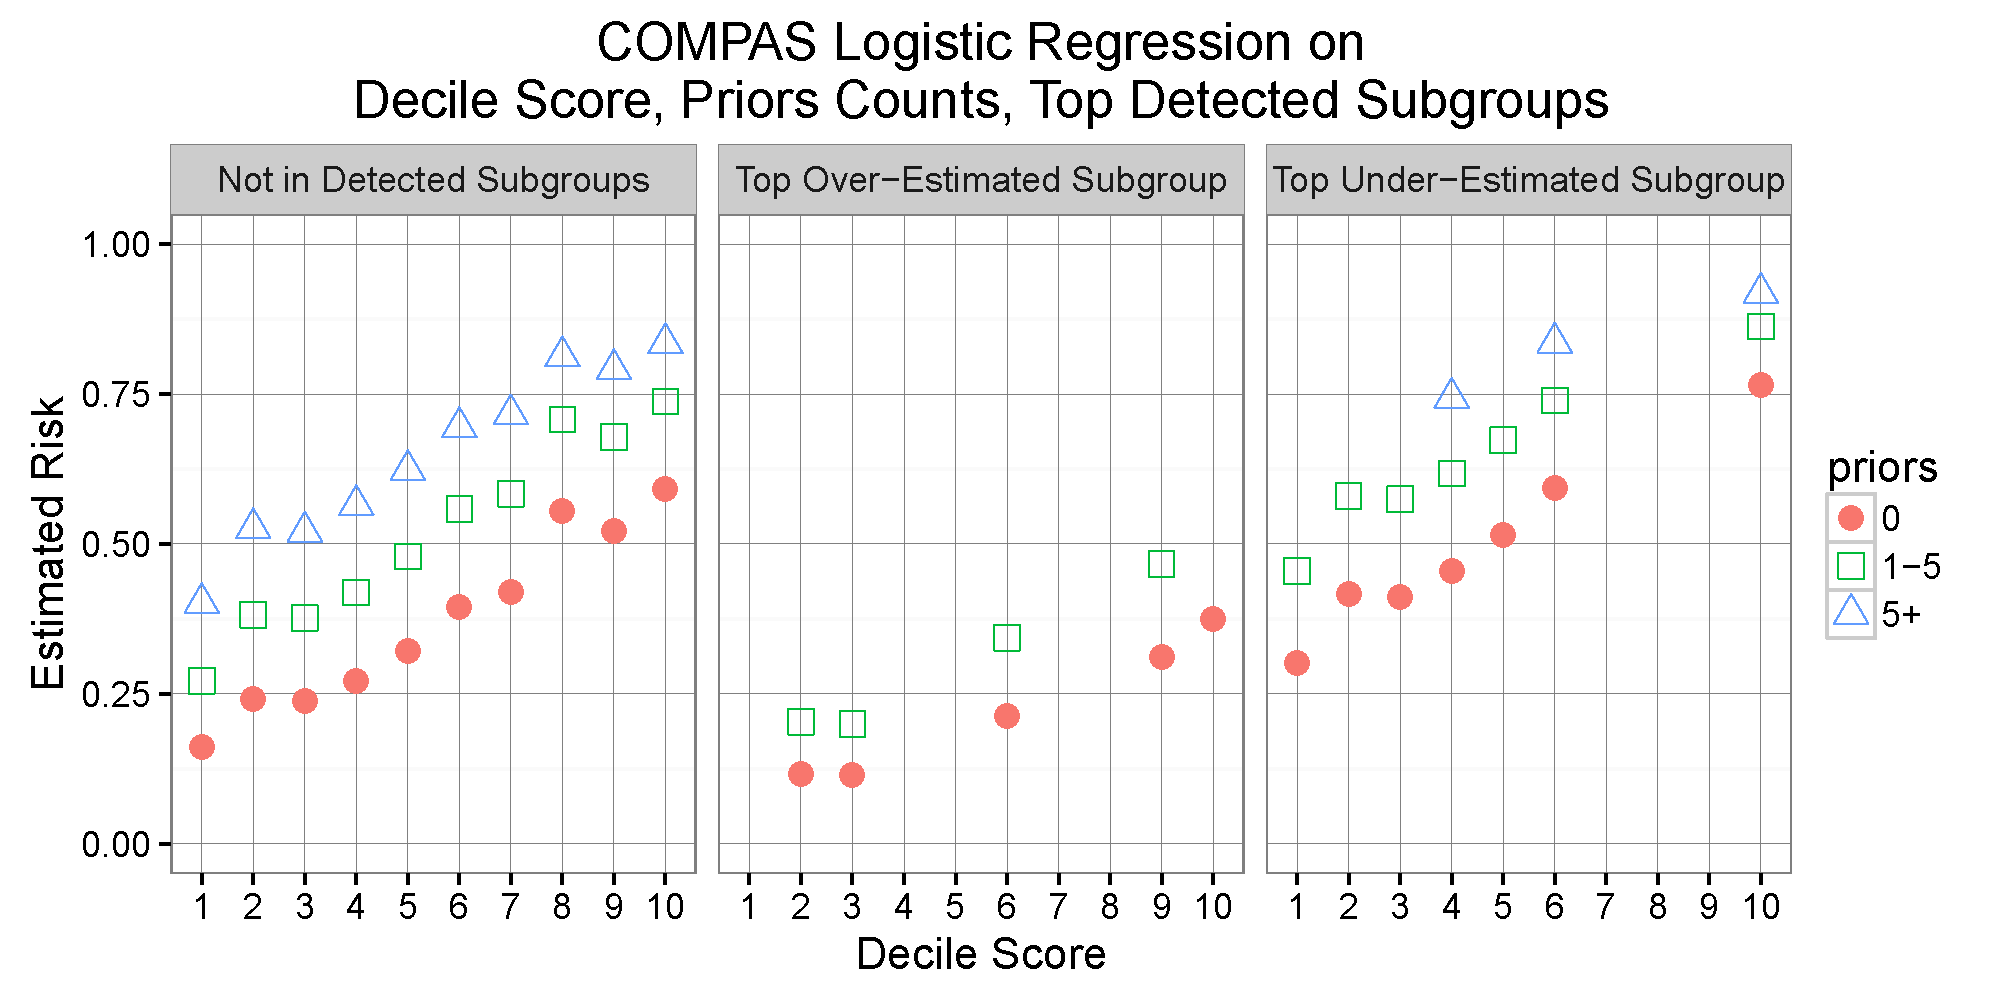 COMPAS Logistic Regression on
Decile Score, Priors Counts, Top Detected Subgroups
Not in Detected Subgroups
Top Over−Estimated Subgroup
Top Under−Estimated Subgroup
Estimated Risk
1.00
0.75
0.50
0.25
0.00
1 2 3 4 5 6 7 8 9 10
1 2 3 4 5 6 7 8 9 10
1 2 3 4 5 6 7 8 9 10
Decile Score
priors
0
1−5
5+